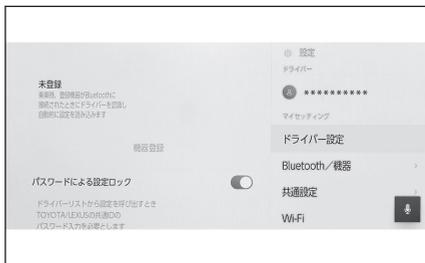 未登録
乗車時、登録機器がBluetoothに
接続されたときにドライバーを認識し
自動的に設定を読み込みます
機器登録
パスワードによる設定ロック
ドライバーリストから設定を呼び出すとき
TOYOTA/LEXUSの共通IDの
パスワード入力を必要とします
設定
ドライバー
**********
マイセッティング
ドライバー設定
Bluetooth/機器
共通設定
Wi-Fi